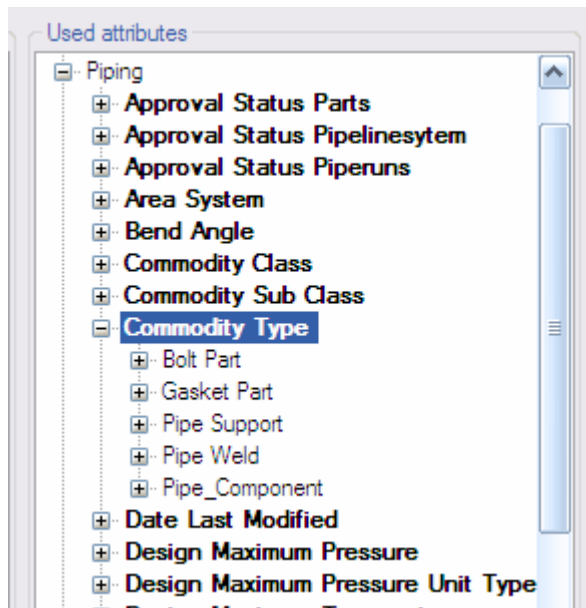 Used attributes
Piping
Approval Status Parts
Approval Status Pipelinesytem
Approval Status Piperuns
Area System
Bend Angle
Commodity Class
Commodity Sub Class
Commodity Type
Bolt Part
Gasket Part
Pipe Support
Pipe Weld
Pipe_Component
Date Last Modified
Design Maximum Pressure
Design Maximum Pressure Unit Type